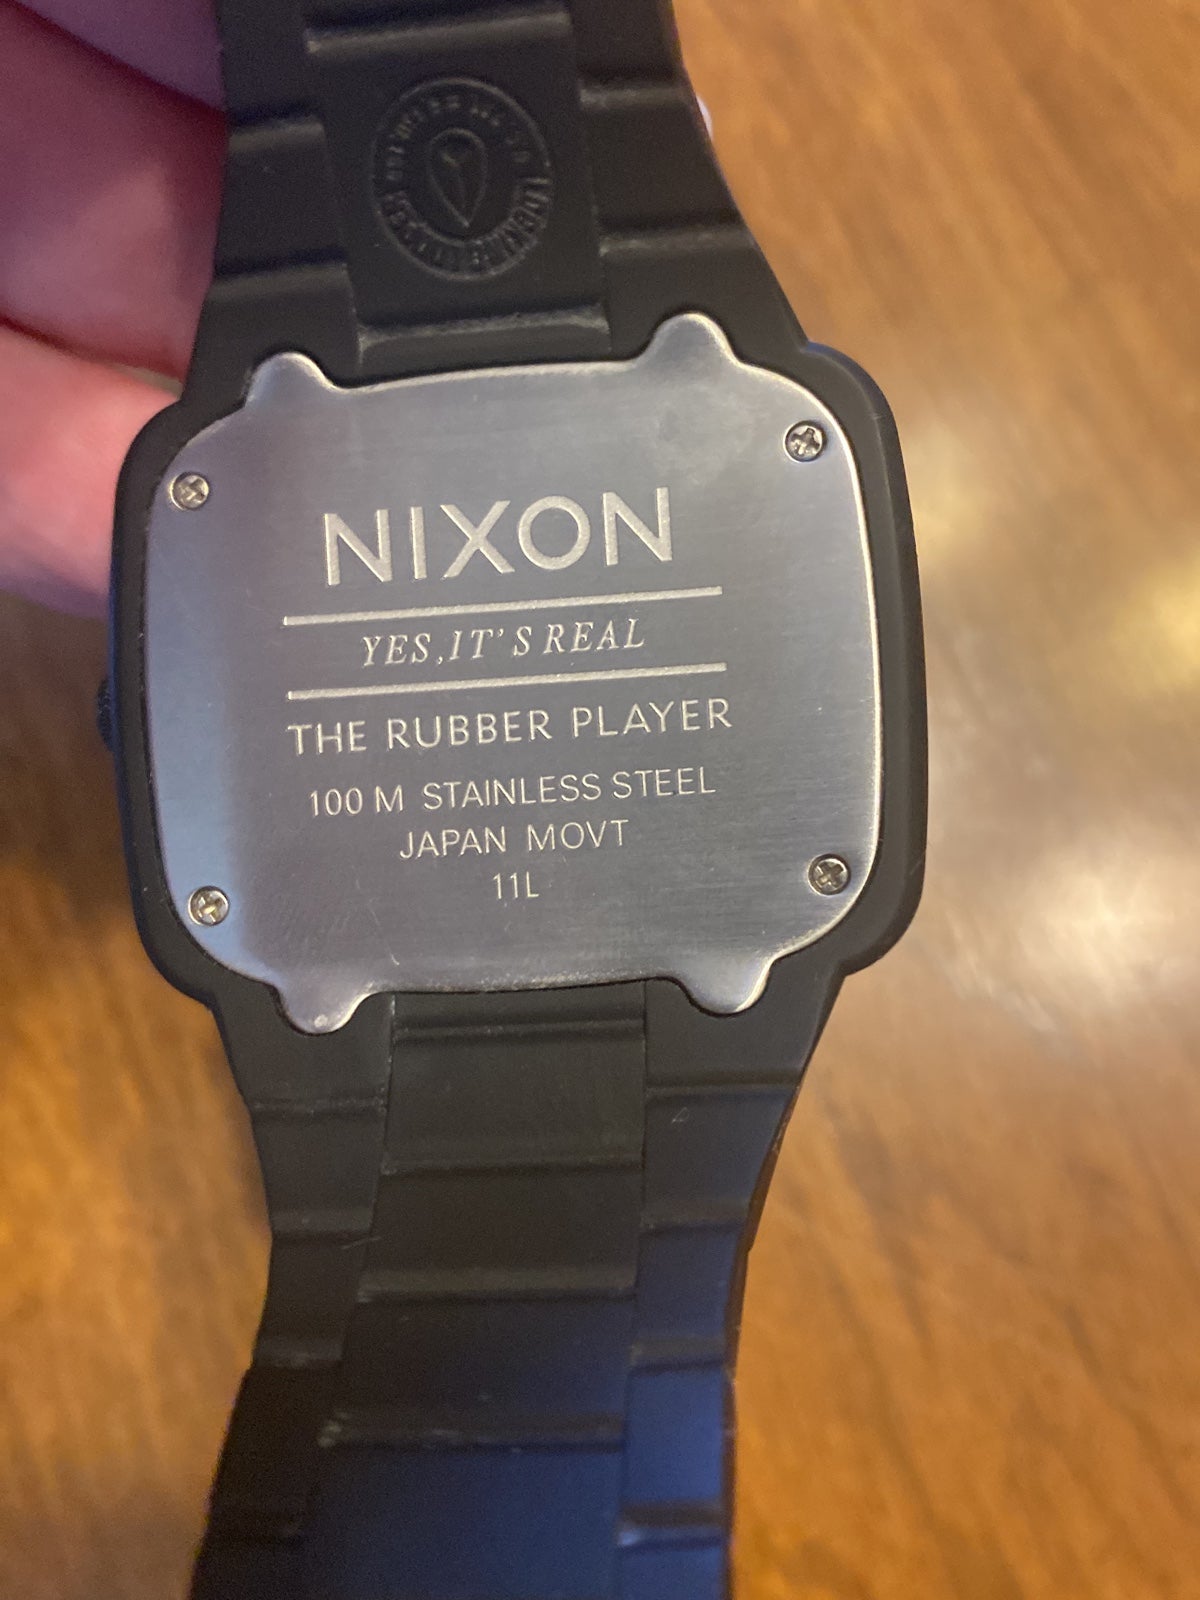 NIXON
YES, IT'S REAL
THE RUBBER PLAYER
100 M STAINLESS STEEL
JAPAN MOVT
11L